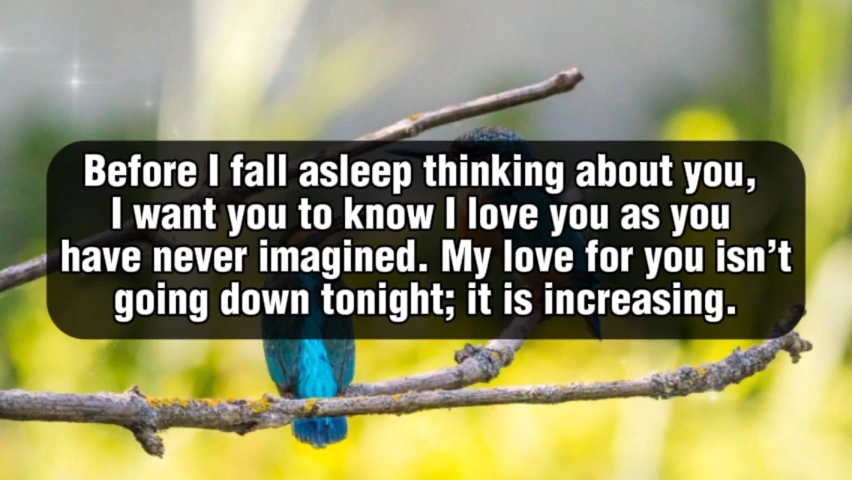 Before I fall asleep thinking about you,
I want you to know I love you as you
have never imagined. My love for you isn’t
going down tonight; it is increasing.